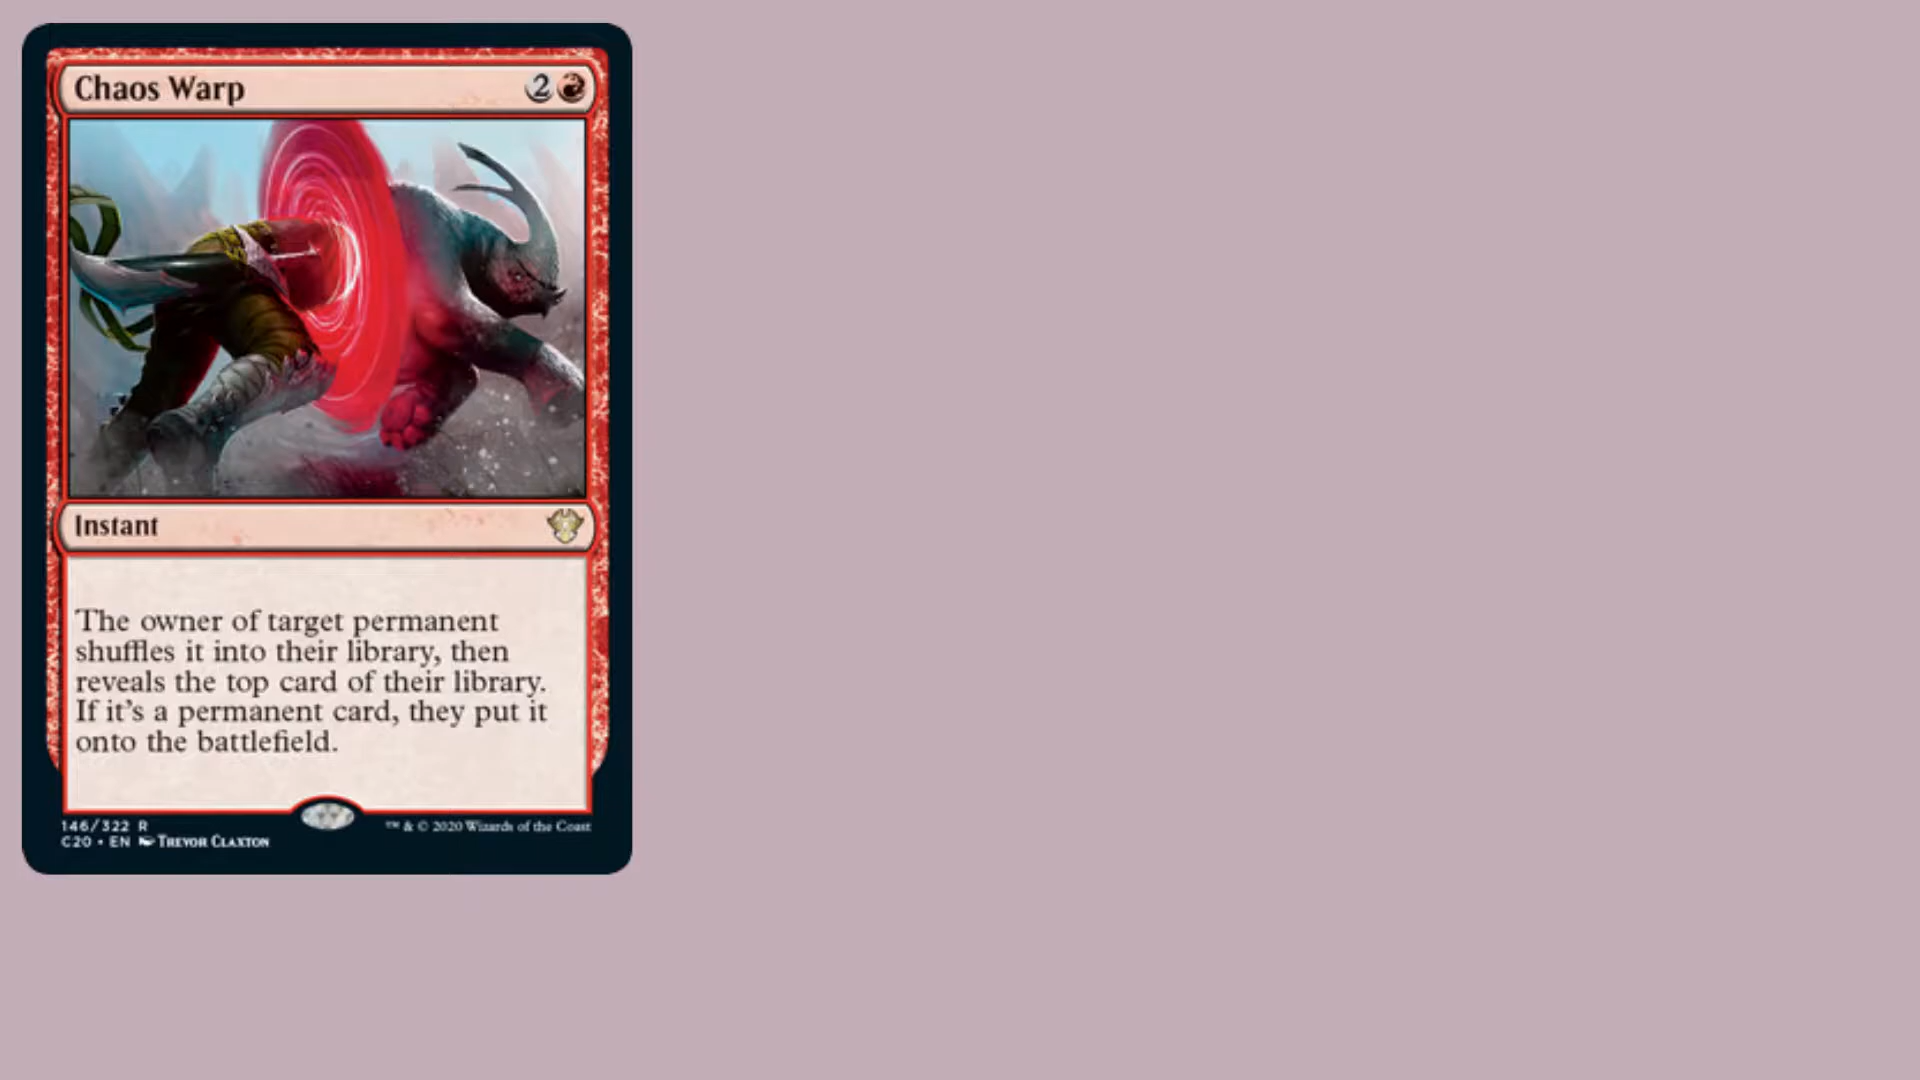 Chaos Warp 2
Instant
The owner of target permanent
shuffles it into their library, then
reveals the top card of their library.
If it's a permanent card, they put it
onto the battlefield.
146/322 R
C20 • EN TREVOR CLAXTON
™ & © 2020 Wizards of the Coast